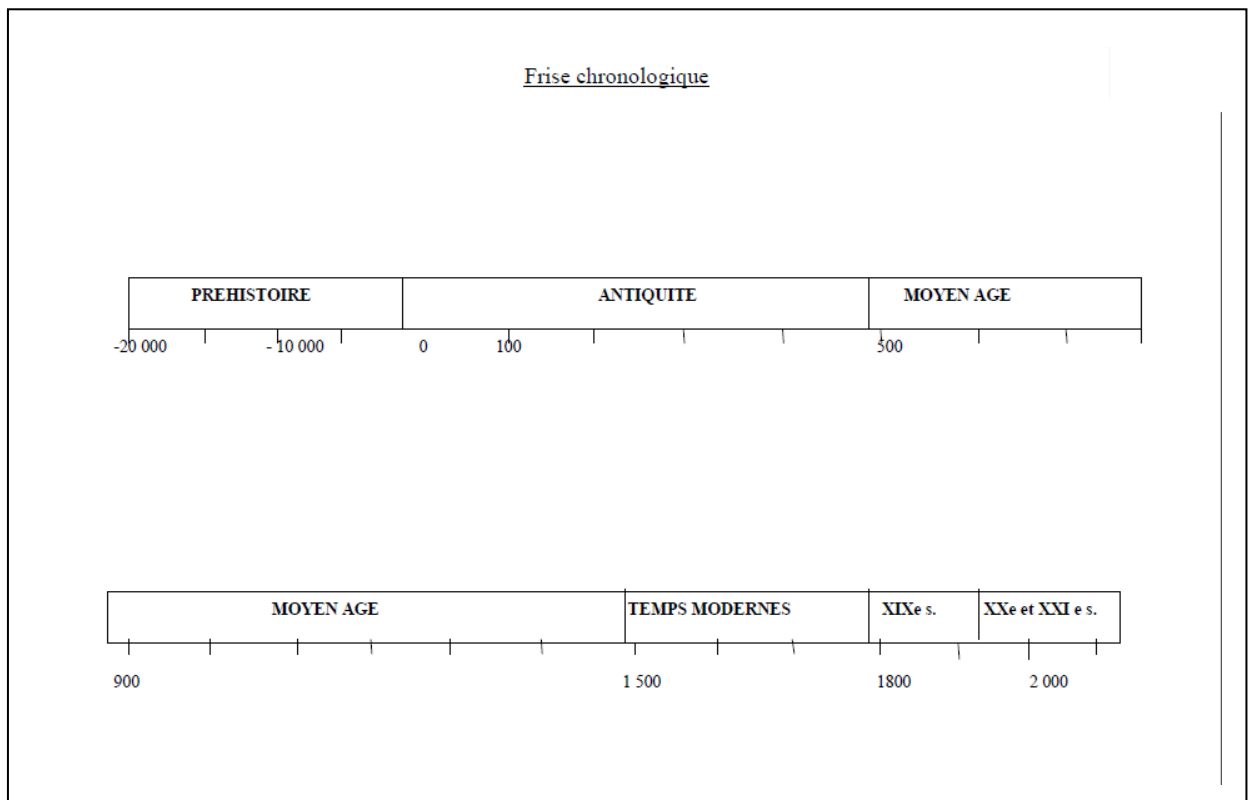 Frise chronologique
PREHISTOIRE ANTIQUITE MOYEN AGE
-20 000 - 10 000 0 100 500
MOYEN AGE TEMPS MODERNES XIXe s. XXe et XXI e s.
900 1 500 1800 2 000